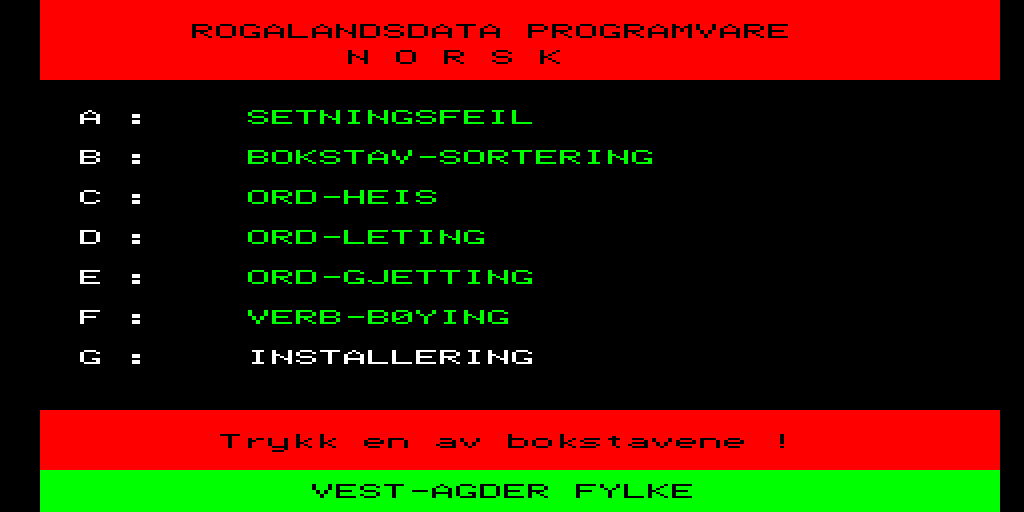 ROGALANDSDATA PROGRAMVARE
N O R S K
A : SETNINGSFEIL
B : BOKSTAV-SORTERING
C : ORD-HEIS
D : ORD-LETING
E : ORD-GJETTING
F : VERB-BØYING
G : INSTALLERING
Trykk en av bokstavene !
VEST-AGDER FYLKE